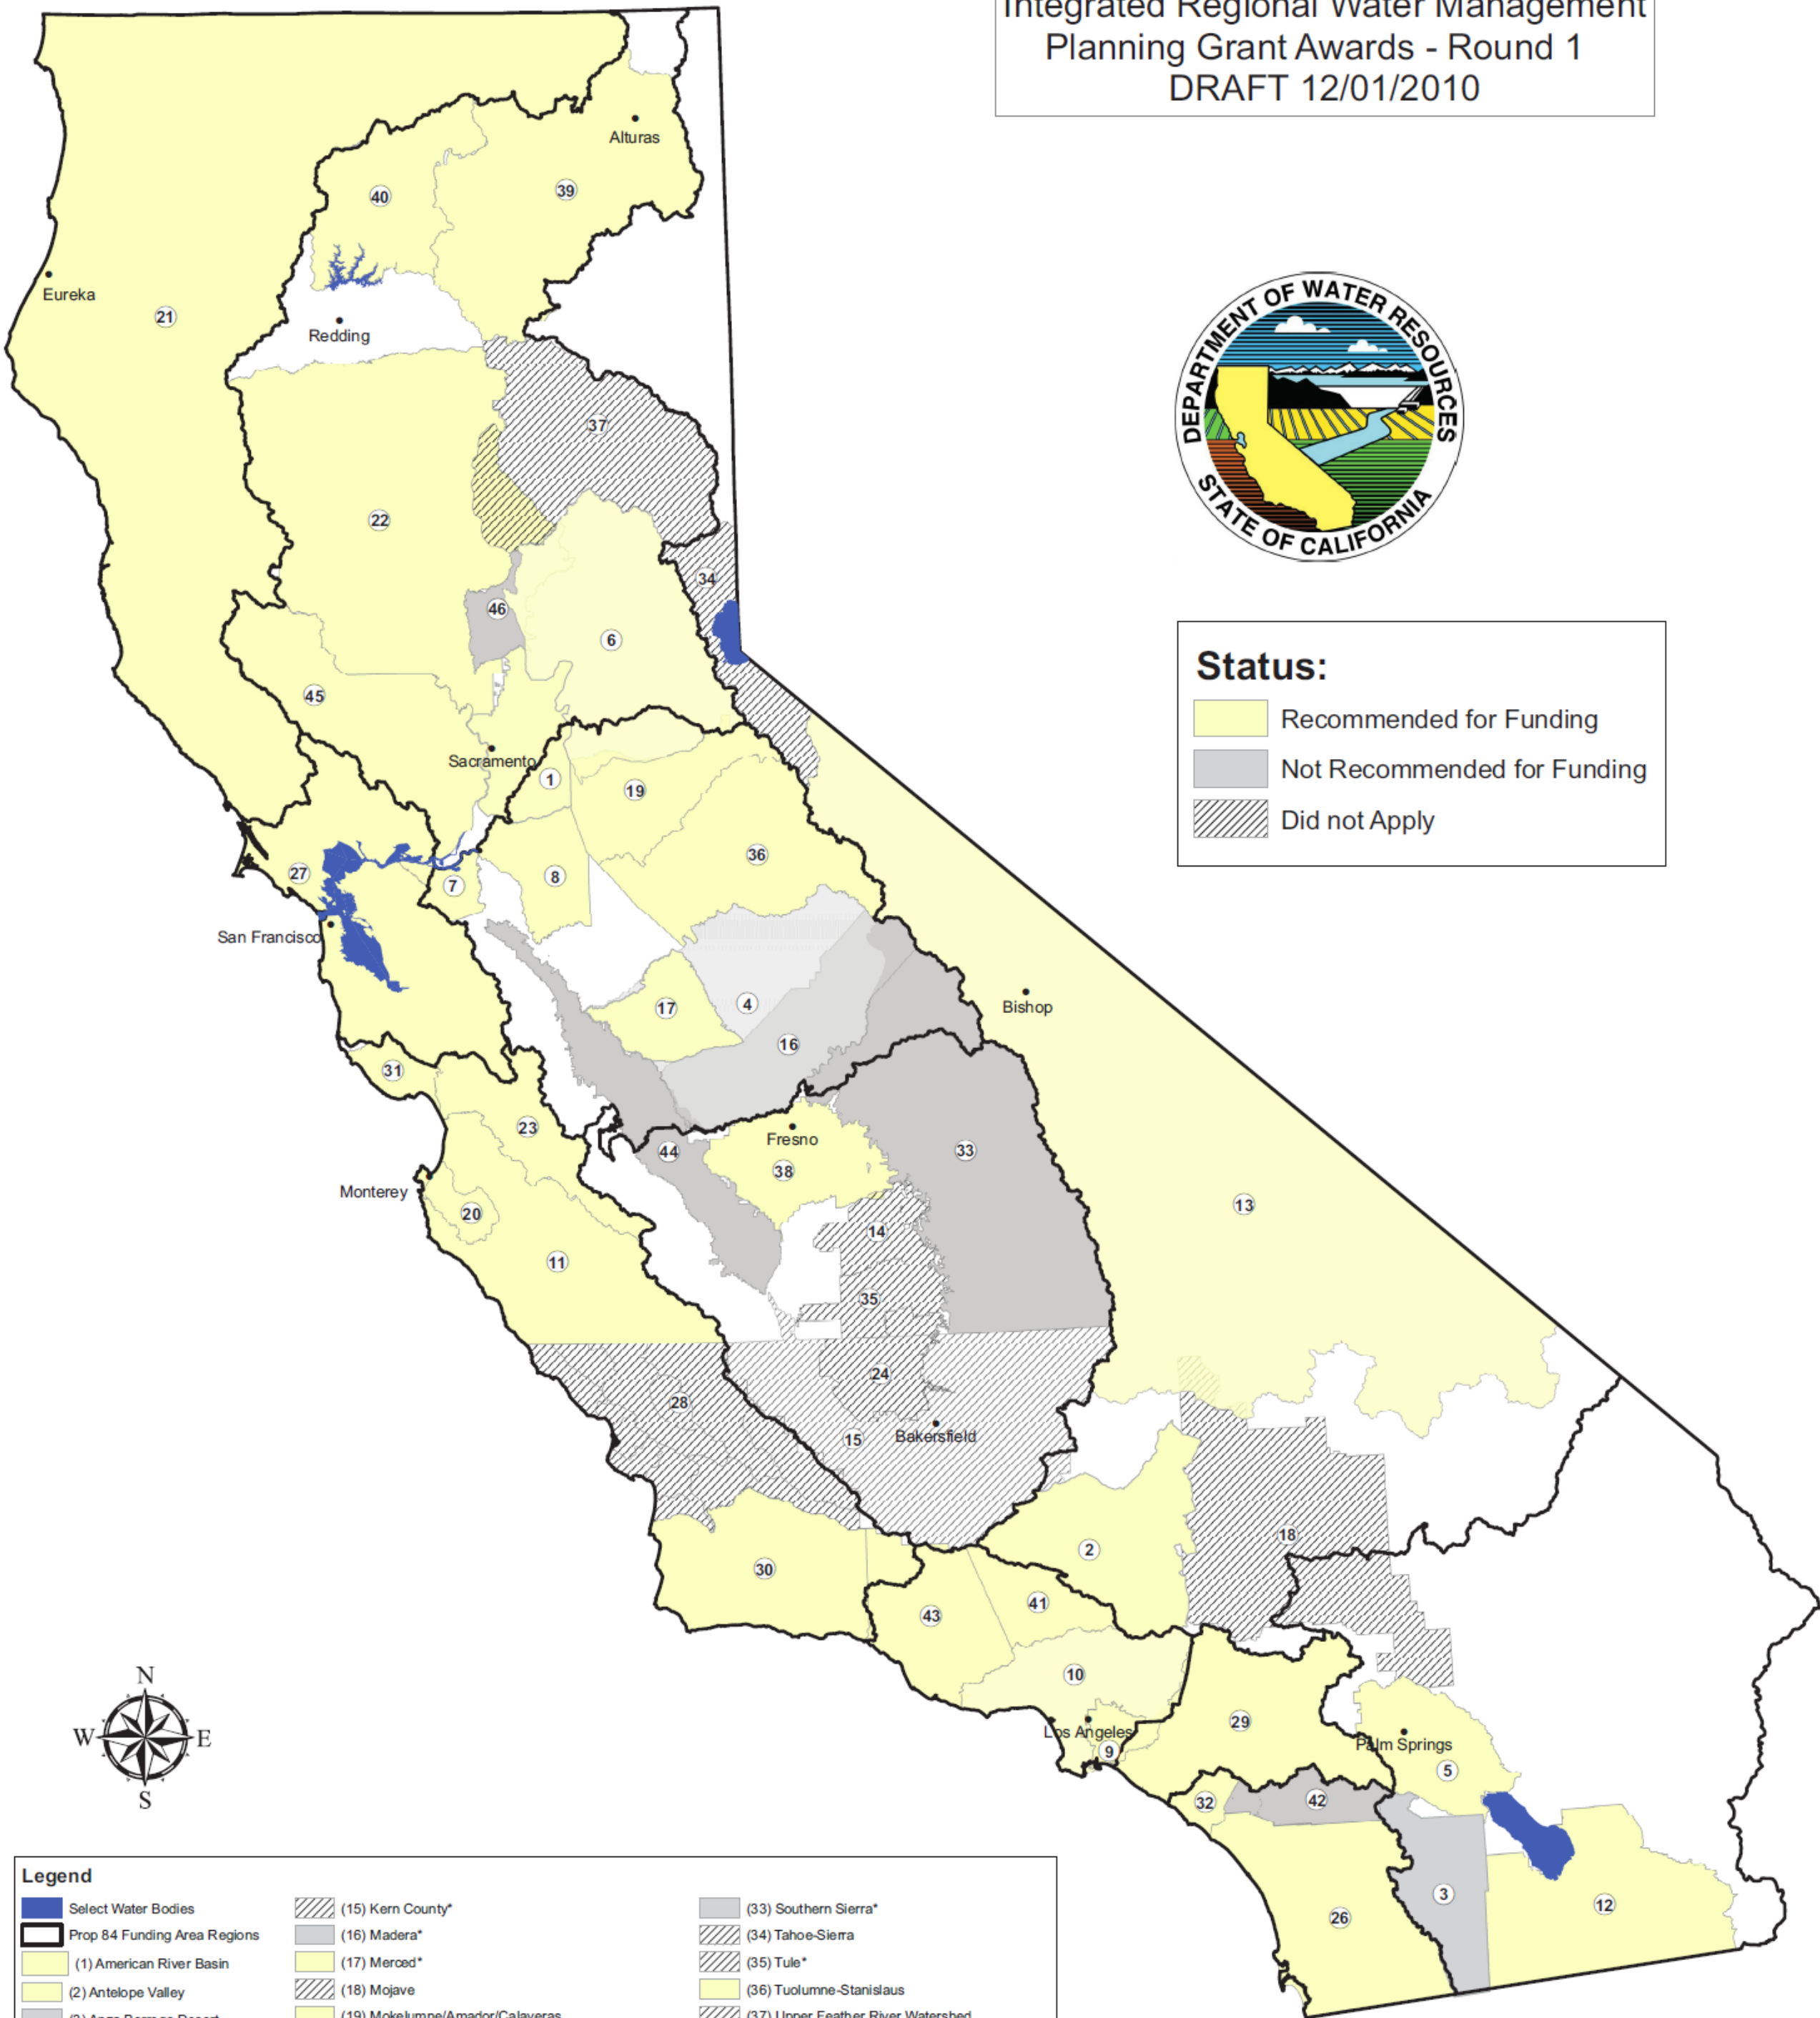 Integrated Regional Water Management
Planning Grant Awards - Round 1
DRAFT 12/01/2010
Alturas
40
39
Eureka
21
Redding
37
DEPARTMENT OF WATER RESOURCES
STATE OF CALIFORNIA
22
34
46
6
Status:
Recommended for Funding
Not Recommended for Funding
Did not Apply
45
Sacramento
1
19
36
27
7
8
San Francisco
17
4
Bishop
16
31
23
Fresno
44
38
33
Monterey
20
13
14
11
35
24
28
15
Bakersfield
18
2
30
43
41
10
N
W
E
S
29
Los Angeles
9
Palm Springs
5
32
42
3
12
26
Legend
Select Water Bodies
(15) Kern County*
(33) Southern Sierra*
Prop 84 Funding Area Regions
(16) Madera*
(34) Tahoe-Sierra
(1) American River Basin
(17) Merced*
(35) Tule*
(2) Antelope Valley
(18) Mojave
(36) Tuolumne-Stanislaus
(19) Mokelumne/Amador/Calaveras
(37) Upper Feather River Watershed